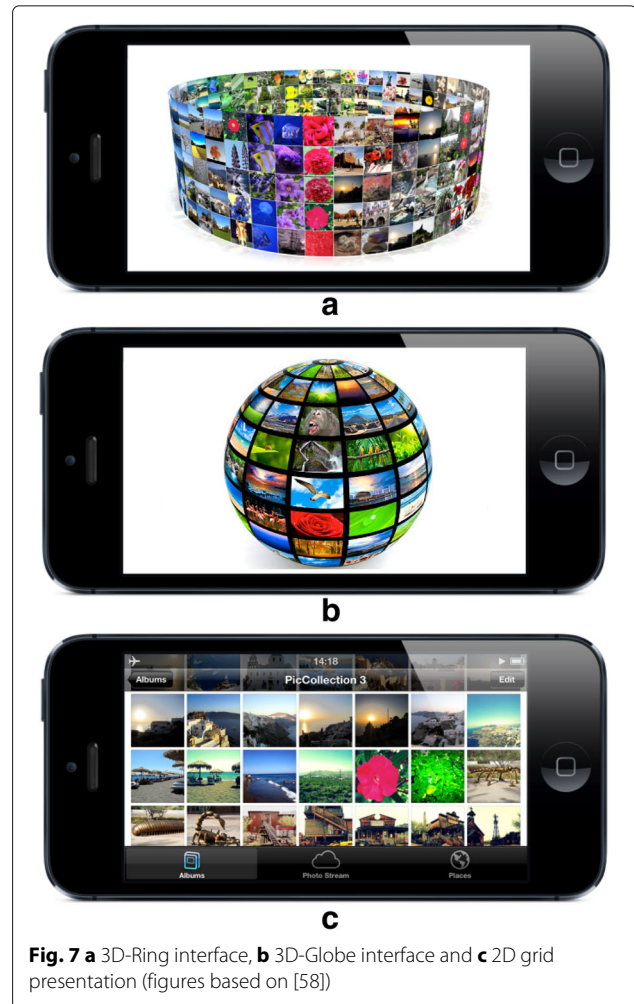 a
b
14:18
Albums
PicCollection 3
Edit
Albums
Photo Stream
Places
c
Fig. 7 a 3D-Ring interface, b 3D-Globe interface and c 2D grid
presentation (figures based on [58])